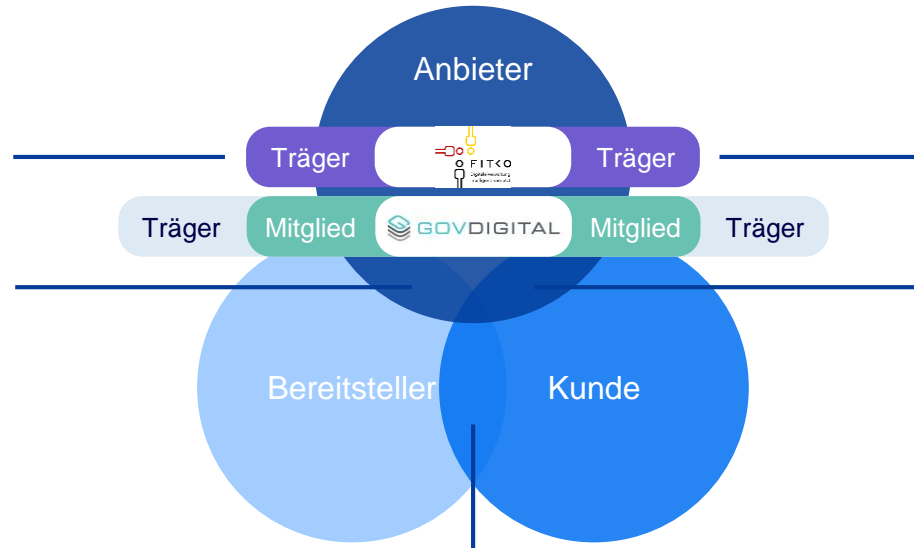 Anbieter
Träger FITKO Träger
Träger Mitglied GOVDIGITAL Mitglied Träger
Bereitsteller Kunde